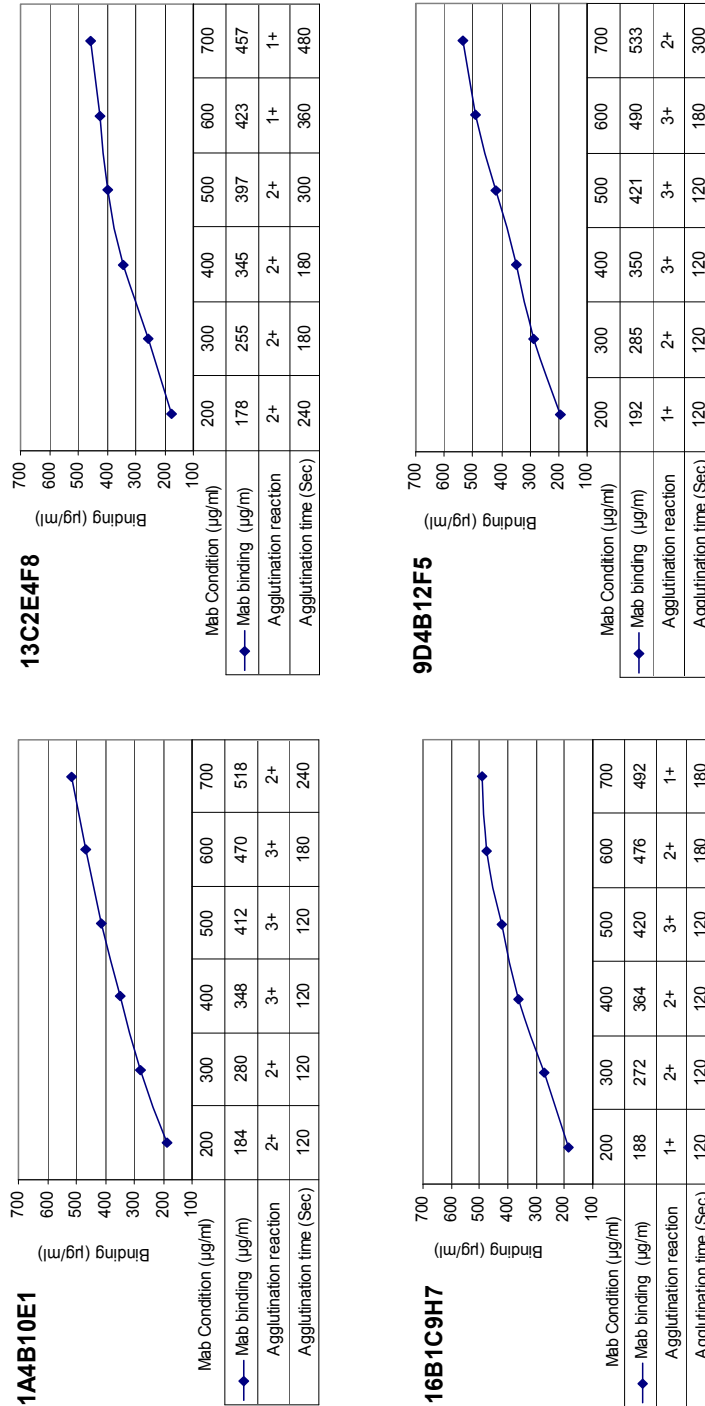 1A4B10E1
700
600
500
400
300
200
100
Binding (µg/ml)
Mab Condition (µg/ml) 200 300 400 500 600 700
Mab binding (µg/m) 184 280 348 412 470 518
Agglutination reaction 2+ 2+ 3+ 3+ 3+ 2+
Agglutination time (Sec) 120 120 120 120 180 240
13C2E4F8
700
600
500
400
300
200
100
Binding (µg/ml)
Mab Condition (µg/ml) 200 300 400 500 600 700
Mab binding (µg/m) 178 255 345 397 423 457
Agglutination reaction 2+ 2+ 2+ 2+ 1+ 1+
Agglutination time (Sec) 240 180 180 300 360 480
16B1C9H7
700
600
500
400
300
200
100
Binding (µg/ml)
Mab Condition (µg/ml) 200 300 400 500 600 700
Mab binding (µg/m) 188 272 364 420 476 492
Agglutination reaction 1+ 2+ 2+ 3+ 2+ 1+
Agglutination time (Sec) 120 120 120 120 180 180
9D4B12F5
700
600
500
400
300
200
100
Binding (µg/ml)
Mab Condition (µg/ml) 200 300 400 500 600 700
Mab binding (µg/m) 192 285 350 421 490 533
Agglutination reaction 1+ 2+ 3+ 3+ 3+ 2+
Agglutination time (Sec) 120 120 120 120 180 300